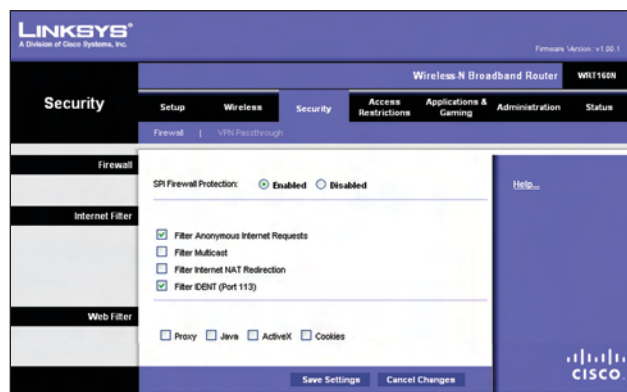 LINKSYS®
A Division of Cisco Systems, Inc.
Firmware Version: v1.00.1
Wireless-N Broadband Router WRT160N
Security
Setup Wireless Security Access Restrictions Applications & Gaming Administration Status
Firewall | VPN Passthrough
Firewall
SPI Firewall Protection: Enabled Disabled
Help...
Internet Filter
Filter Anonymous Internet Requests
Filter Multicast
Filter Internet NAT Redirection
Filter IDENT (Port 113)
Web Filter
Proxy Java ActiveX Cookies
Save Settings Cancel Changes
CISCO.